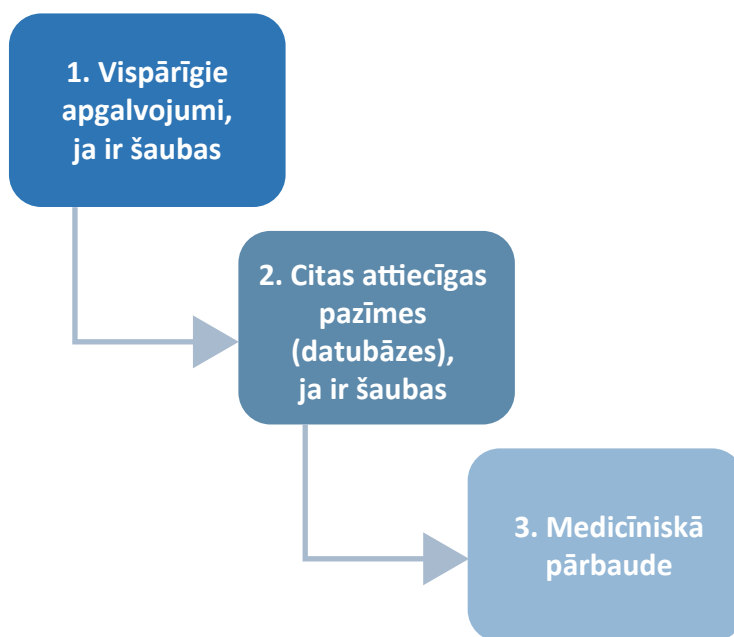 1. Vispārīgie
apgalvojumi,
ja ir šaubas
2. Citas attiecīgas
pazīmes
(datubāzes),
ja ir šaubas
3. Medicīniskā
pārbaude